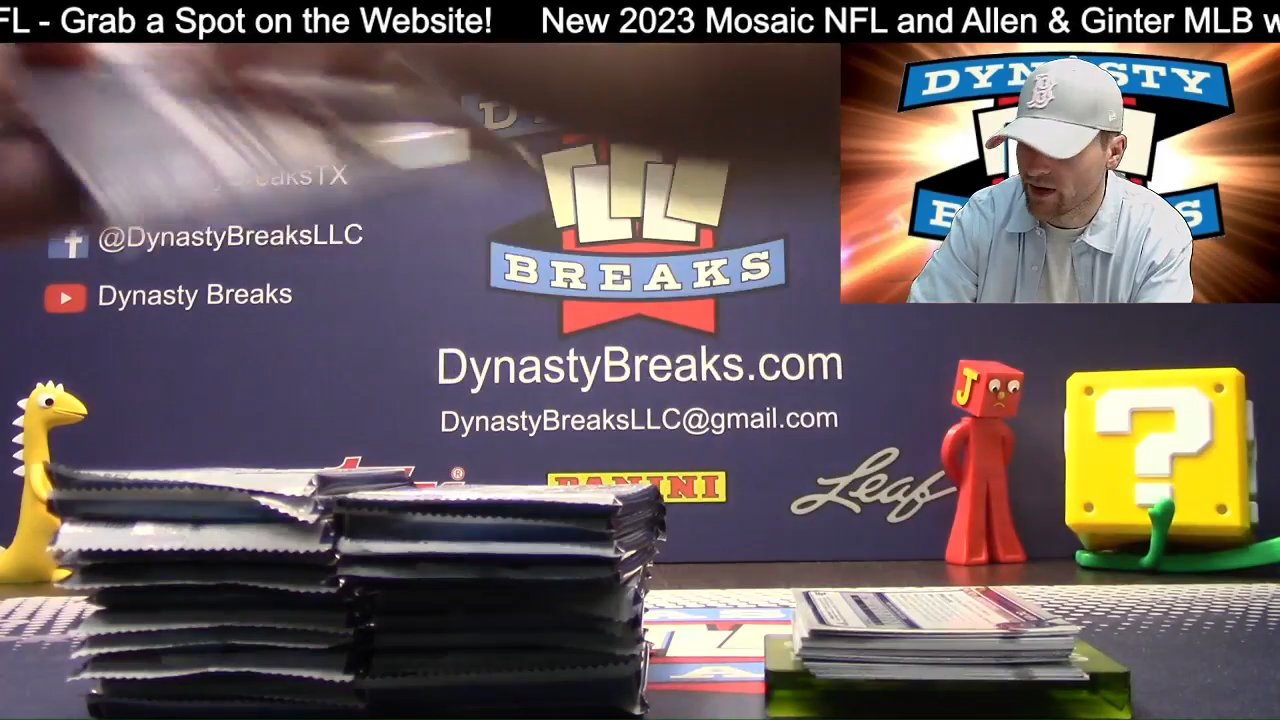 FL - Grab a Spot on the Website! New 2023 Mosaic NFL and Allen & Ginter MLB w
DYNASTY
B S
aksTX
@DynastyBreaksLLC
Dynasty Breaks
BREAKS
DynastyBreaks.com
DynastyBreaksLLC@gmail.com
PANINI
Leaf
J
?